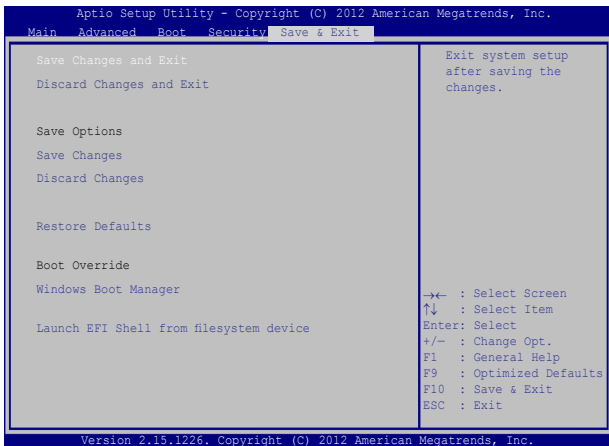 Aptio Setup Utility - Copyright (C) 2012 American Megatrends, Inc.
Main Advanced Boot Security Save & Exit
Save Changes and Exit
Discard Changes and Exit
Save Options
Save Changes
Discard Changes
Restore Defaults
Boot Override
Windows Boot Manager
Launch EFI Shell from filesystem device
Exit system setup
after saving the
changes.
→← : Select Screen
↑↓ : Select Item
Enter: Select
+/— : Change Opt.
F1 : General Help
F9 : Optimized Defaults
F10 : Save & Exit
ESC : Exit
Version 2.15.1226. Copyright (C) 2012 American Megatrends, Inc.